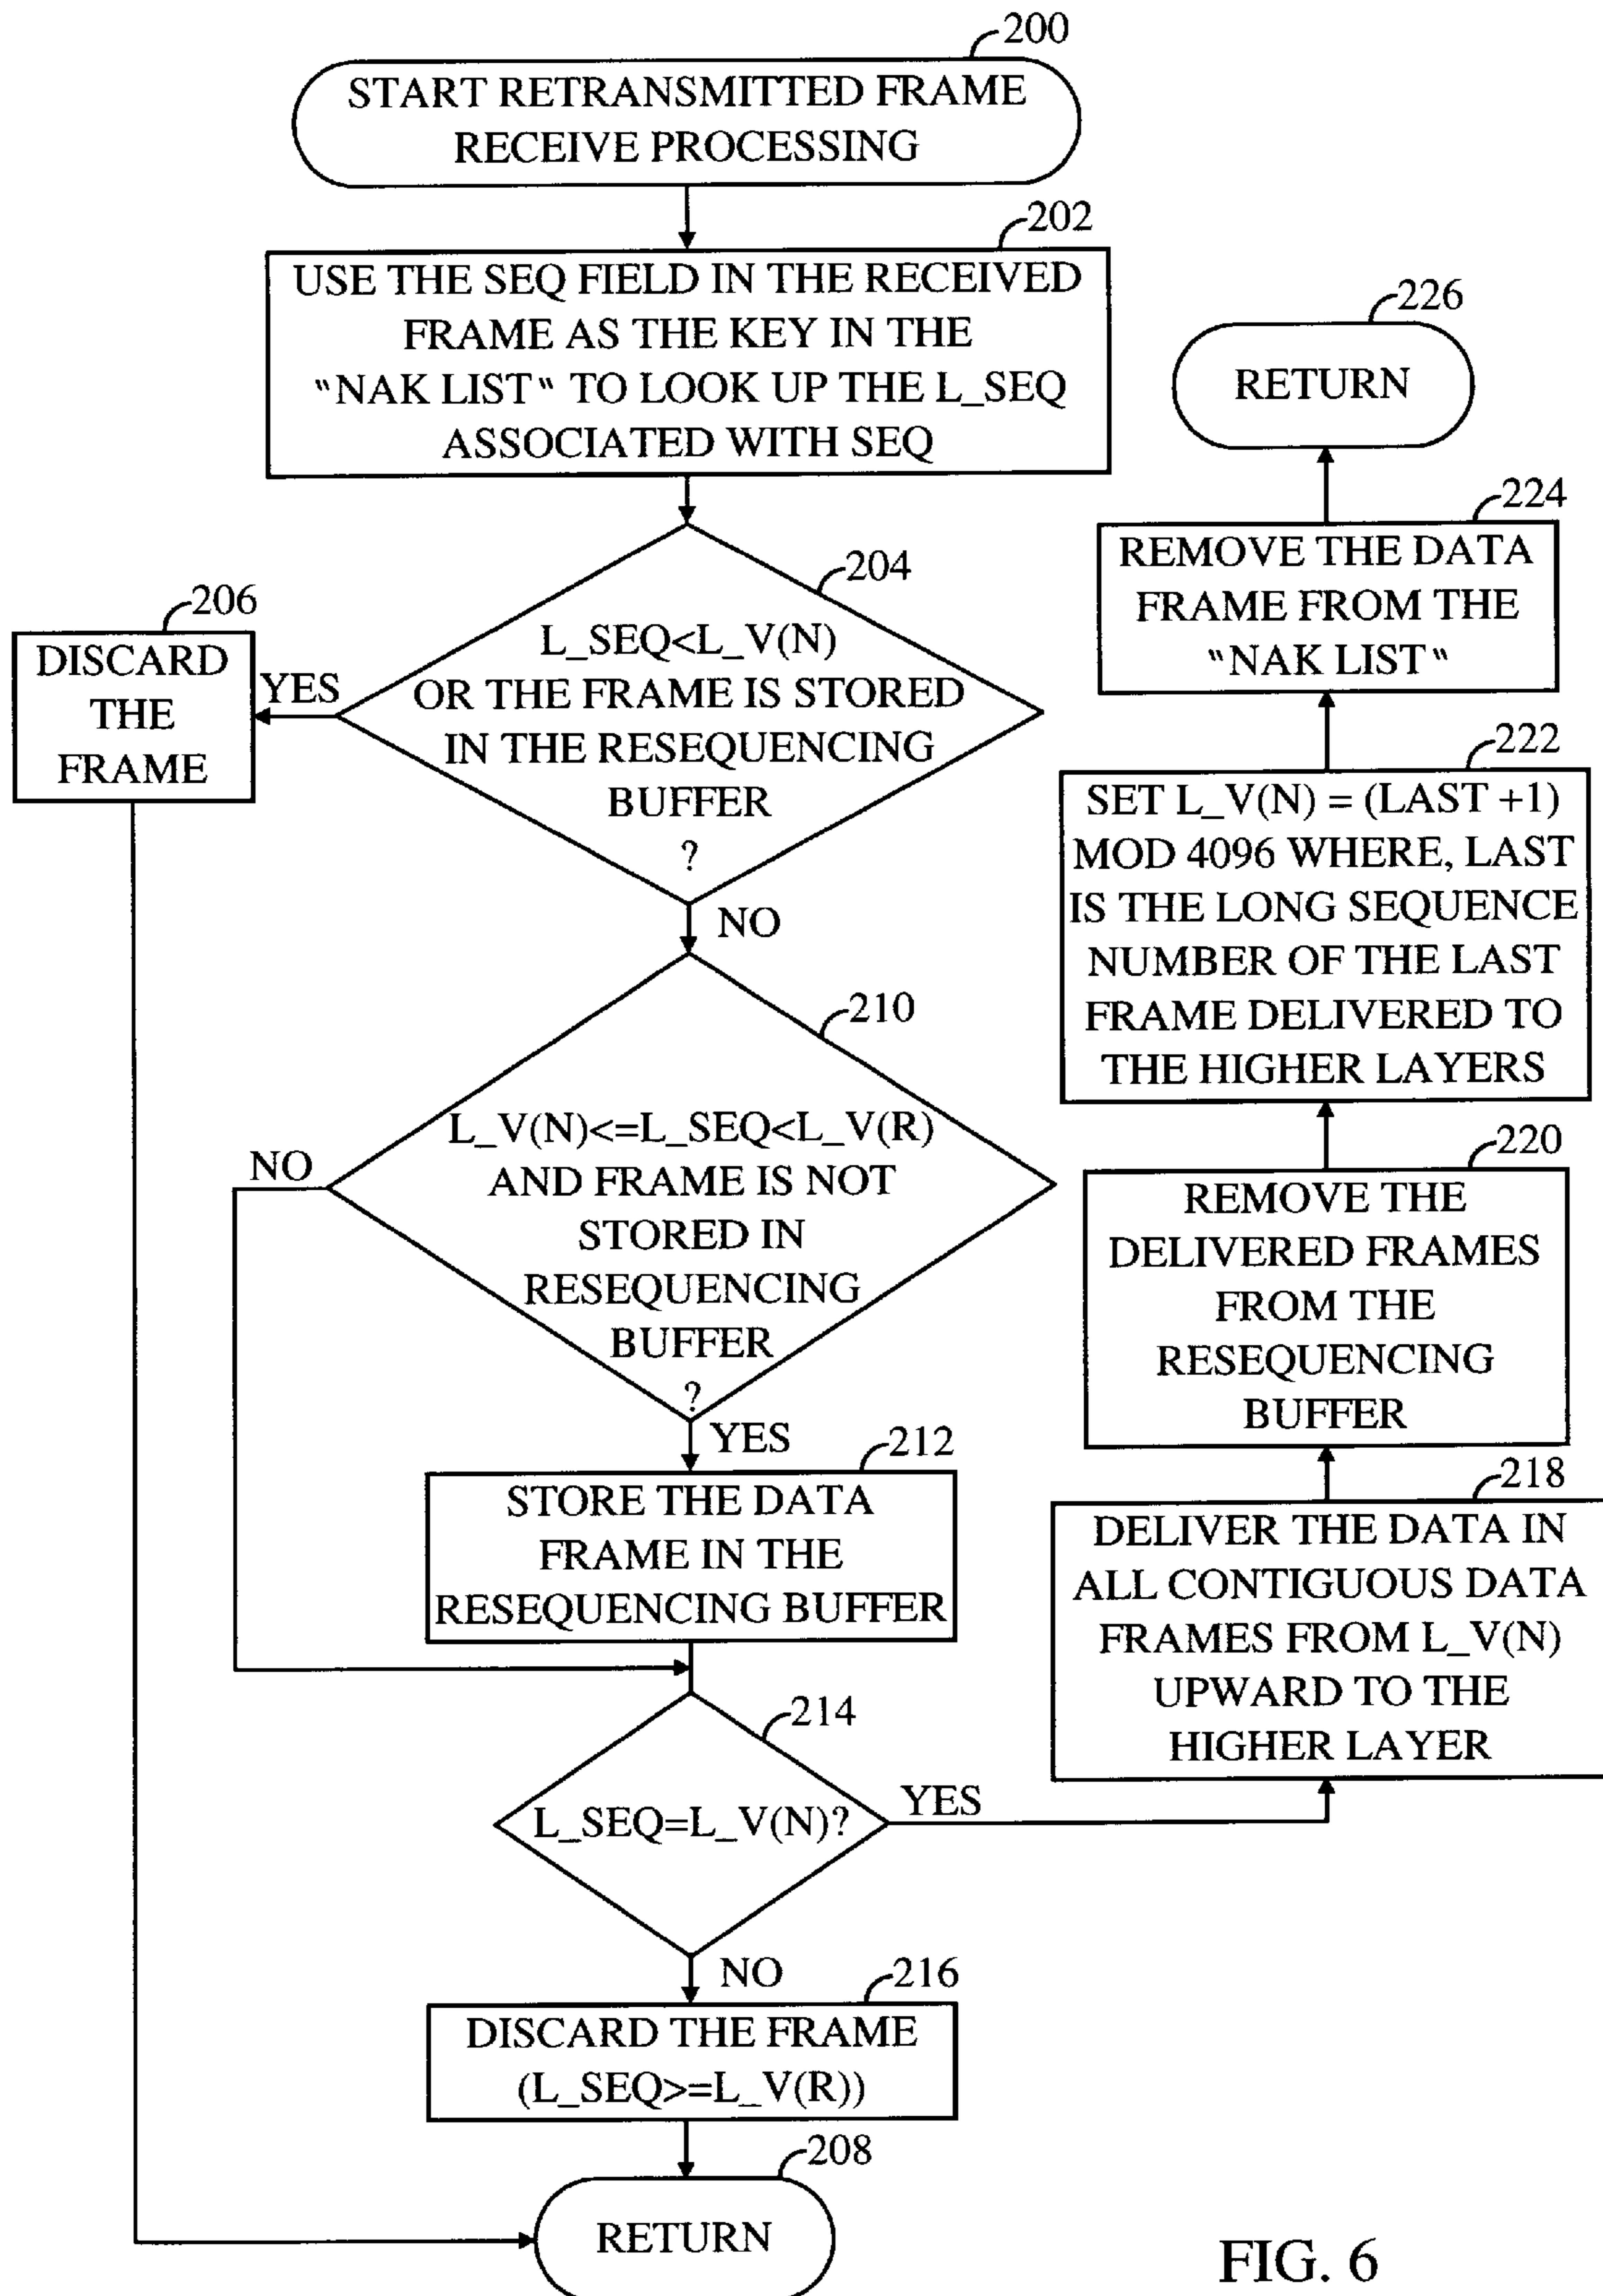 200
START RETRANSMITTED FRAME
RECEIVE PROCESSING
202
USE THE SEQ FIELD IN THE RECEIVED
FRAME AS THE KEY IN THE
"NAK LIST" TO LOOK UP THE L_SEQ
ASSOCIATED WITH SEQ
204
L_SEQ<L_V(N)
OR THE FRAME IS STORED
IN THE RESEQUENCING
BUFFER
?
YES
206
DISCARD
THE
FRAME
NO
210
L_V(N)<=L_SEQ<L_V(R)
AND FRAME IS NOT
STORED IN
RESEQUENCING
BUFFER
?
NO
YES
212
STORE THE DATA
FRAME IN THE
RESEQUENCING BUFFER
214
L_SEQ=L_V(N)?
YES
NO
216
DISCARD THE FRAME
(L_SEQ>=L_V(R))
208
RETURN
218
DELIVER THE DATA IN
ALL CONTIGUOUS DATA
FRAMES FROM L_V(N)
UPWARD TO THE
HIGHER LAYER
220
REMOVE THE
DELIVERED FRAMES
FROM THE
RESEQUENCING
BUFFER
222
SET L_V(N) = (LAST +1)
MOD 4096 WHERE, LAST
IS THE LONG SEQUENCE
NUMBER OF THE LAST
FRAME DELIVERED TO
THE HIGHER LAYERS
224
REMOVE THE DATA
FRAME FROM THE
"NAK LIST"
226
RETURN
FIG. 6